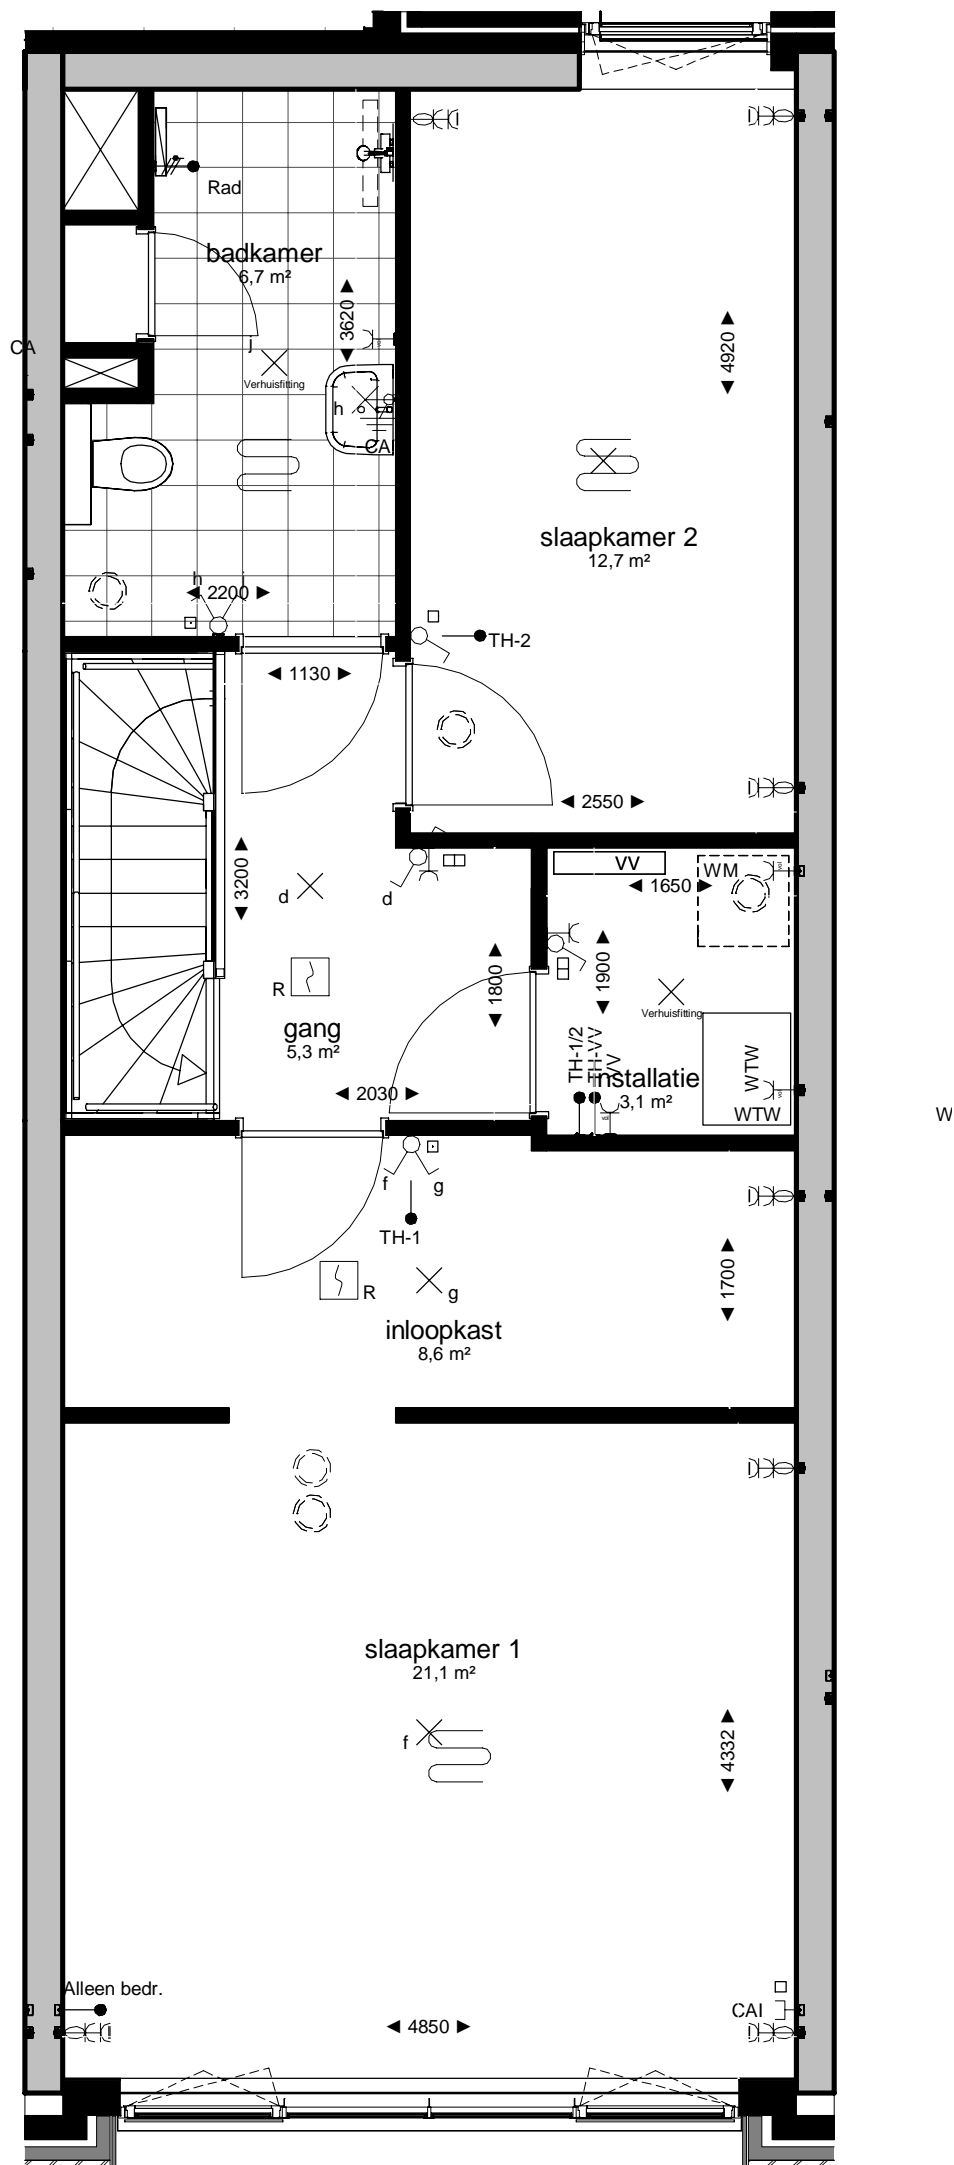 Rad
badkamer
6,7 m²
3620
CA
j
Verhuisfitting
h
CAI
4920
slaapkamer 2
12,7 m²
h
j
2200
TH-2
1130
2550
3200
d
d
VV
WM
1650
1800
1900
R
gang
5,3 m²
Verhuisfitting
TH-1/2
TH-VV
VV
installatie
3,1 m²
WTW
WTW
W
2030
f
g
TH-1
R
g
1700
inloopkast
8,6 m²
slaapkamer 1
21,1 m²
f
4332
Alleen bedr.
CAI
4850